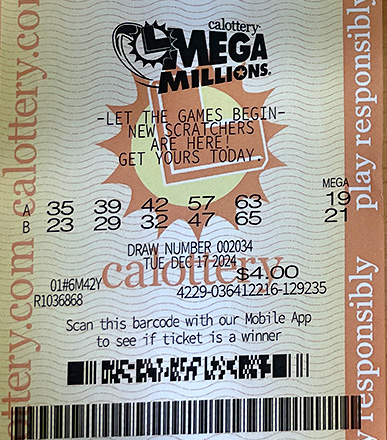 calottery
MEGA
MILLIONS®
-LET THE GAMES BEGIN-
NEW SCRATCHERS
ARE HERE!
GET YOURS TODAY.
MEGA
A 35 39 42 57 63 19
B 23 29 32 47 65 21
DRAW NUMBER 002034
TUE DEC 17 2024
calottery
$4.00
01#6M42Y
R1036868
4229-036412216-129235
Scan this barcode with our Mobile App
to see if ticket is a winner
ottery.com calottery.com
play responsibly
y responsibly